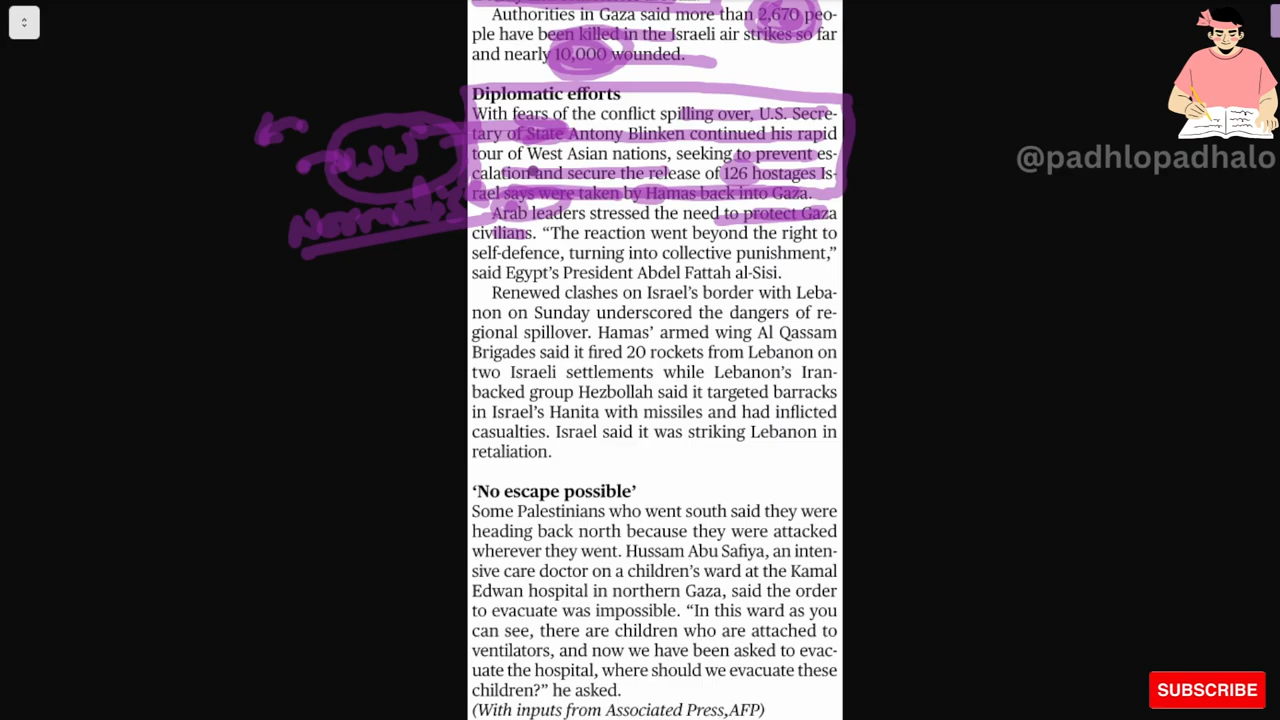 Authorities in Gaza said more than 2,670 peo-
ple have been killed in the Israeli air strikes so far
and nearly 10,000 wounded.
Diplomatic efforts
With fears of the conflict spilling over, U.S. Secre-
tary of State Antony Blinken continued his rapid
tour of West Asian nations, seeking to prevent es-
calation and secure the release of 126 hostages Is-
rael says were taken by Hamas back into Gaza.
Arab leaders stressed the need to protect Gaza
civilians. “The reaction went beyond the right to
self-defence, turning into collective punishment,”
said Egypt’s President Abdel Fattah al-Sisi.
Renewed clashes on Israel’s border with Leba-
non on Sunday underscored the dangers of re-
gional spillover. Hamas’ armed wing Al Qassam
Brigades said it fired 20 rockets from Lebanon on
two Israeli settlements while Lebanon’s Iran-
backed group Hezbollah said it targeted barracks
in Israel’s Hanita with missiles and had inflicted
casualties. Israel said it was striking Lebanon in
retaliation.
‘No escape possible’
Some Palestinians who went south said they were
heading back north because they were attacked
wherever they went. Hussam Abu Safiya, an inten-
sive care doctor on a children’s ward at the Kamal
Edwan hospital in northern Gaza, said the order
to evacuate was impossible. “In this ward as you
can see, there are children who are attached to
ventilators, and now we have been asked to evac-
uate the hospital, where should we evacuate these
children?” he asked.
(With inputs from Associated Press,AFP)
@padhlopadhalo
SUBSCRIBE